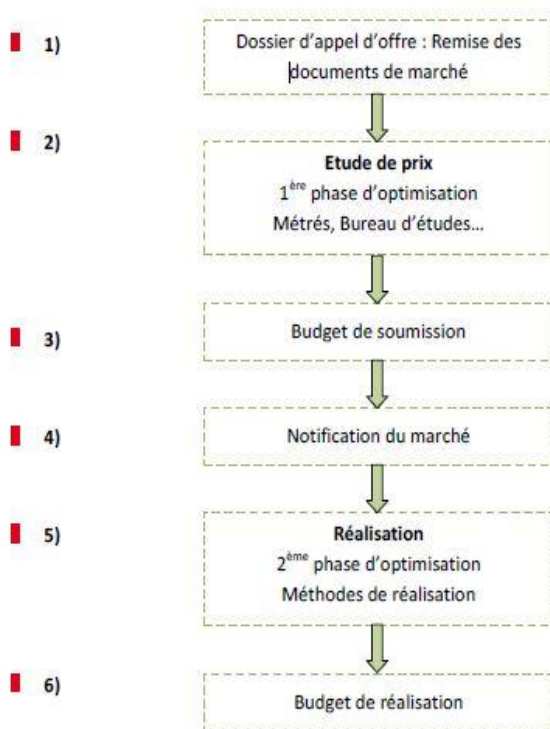 1)
Dossier d'appel d'offre : Remise des
documents de marché
2)
Etude de prix
1ère phase d'optimisation
Métrés, Bureau d'études...
3)
Budget de soumission
4)
Notification du marché
5)
Réalisation
2ème phase d'optimisation
Méthodes de réalisation
6)
Budget de réalisation